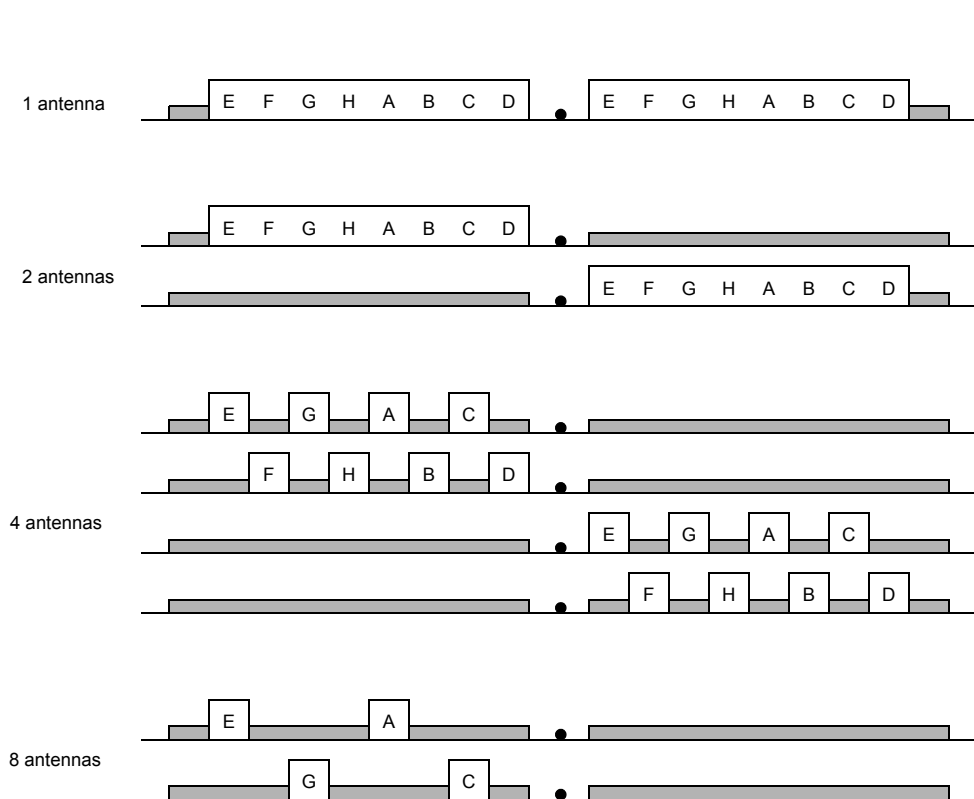 1 antenna E F G H A B C D E F G H A B C D
E F G H A B C D
2 antennas
E F G H A B C D
E G A C
F H B D
4 antennas
E G A C
F H B D
E A
8 antennas
G C